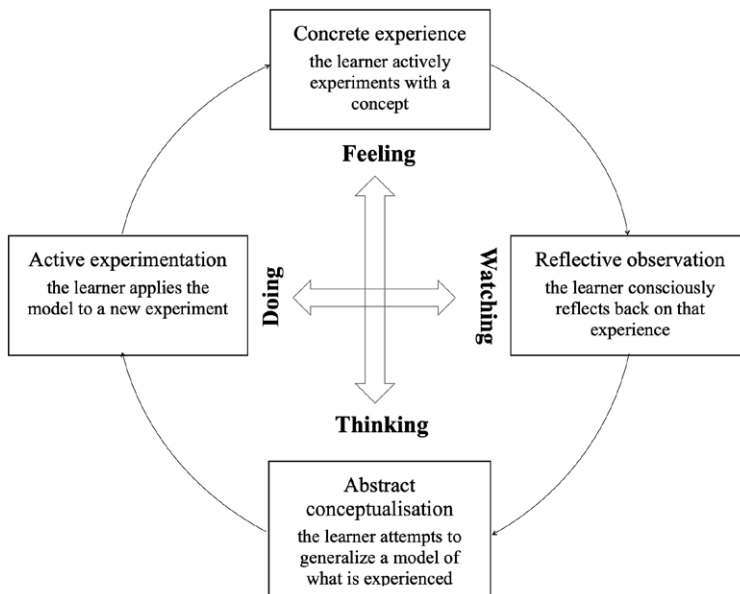 Concrete experience
the learner actively
experiments with a
concept
Feeling
Active experimentation
the learner applies the
model to a new experiment
Doing
Watching
Reflective observation
the learner consciously
reflects back on that
experience
Thinking
Abstract
conceptualisation
the learner attempts to
generalize a model of
what is experienced